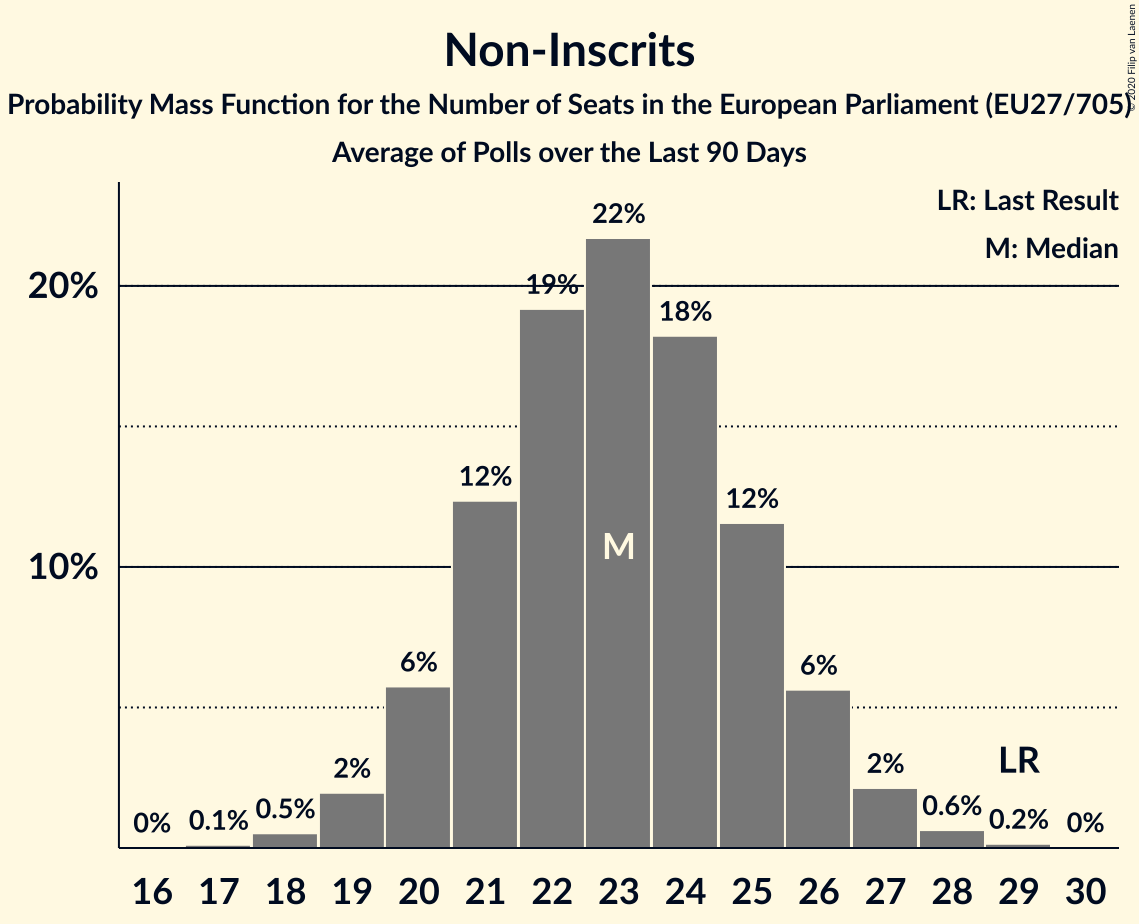 Non-Inscrits
Probability Mass Function for the Number of Seats in the European Parliament (EU27/705)
Average of Polls over the Last 90 Days
© 2020 Filip van Laenen
LR: Last Result
M: Median
20%
10%
0%
0.1%
0.5%
2%
6%
12%
19%
22%
18%
12%
6%
2%
0.6%
0.2%
0%
M
LR
16 17 18 19 20 21 22 23 24 25 26 27 28 29 30